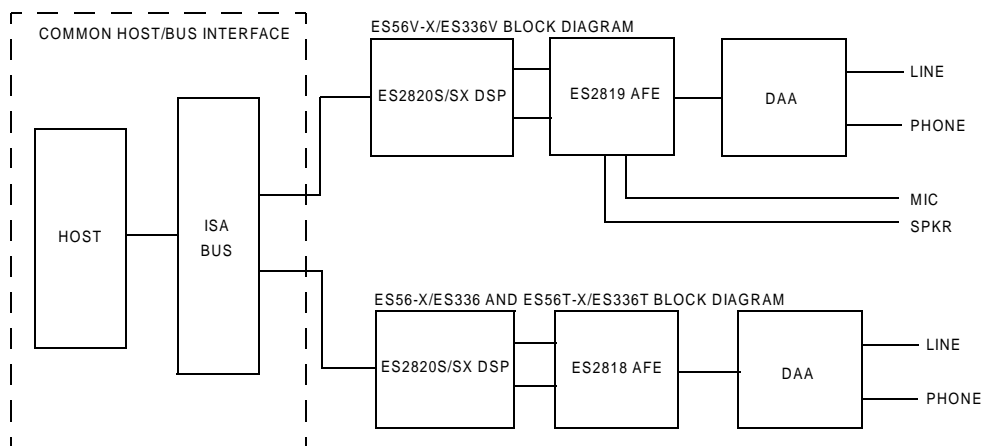 COMMON HOST/BUS INTERFACE
HOST
ISA
BUS
ES56V-X/ES336V BLOCK DIAGRAM
ES2820S/SX DSP
ES2819 AFE
DAA
LINE
PHONE
MIC
SPKR
ES56-X/ES336 AND ES56T-X/ES336T BLOCK DIAGRAM
ES2820S/SX DSP
ES2818 AFE
DAA
LINE
PHONE